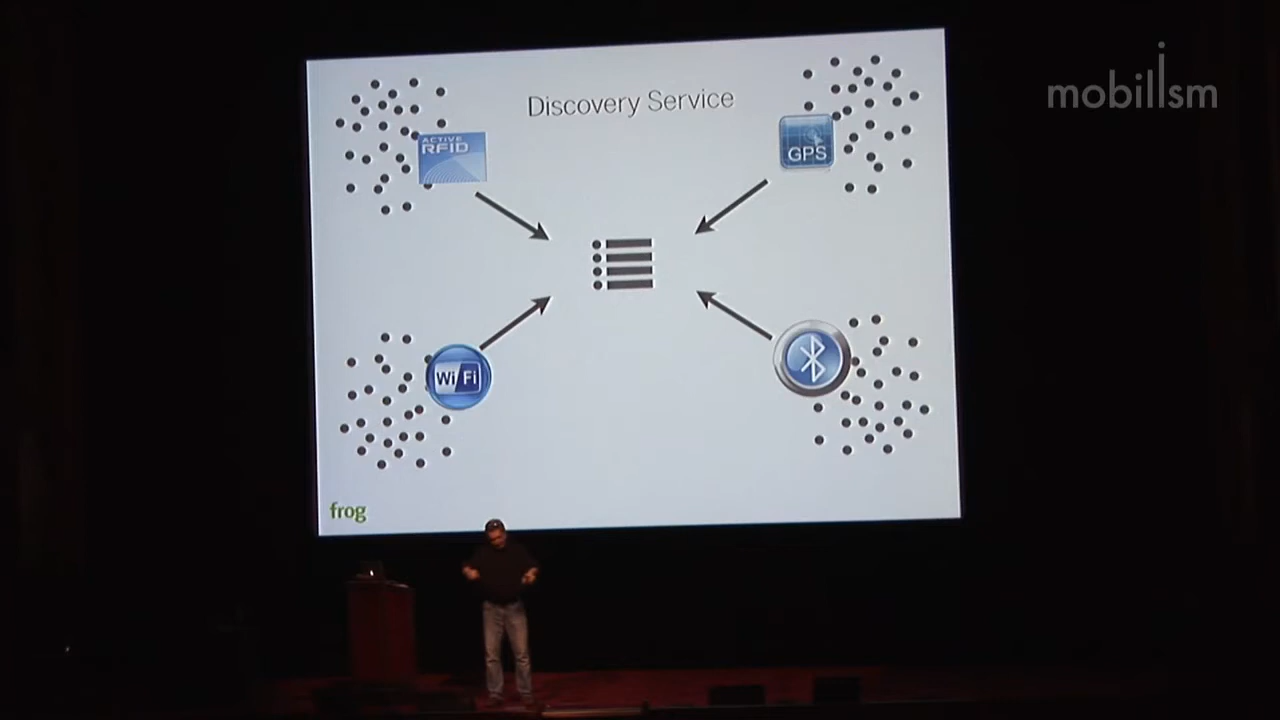 mobilism
Discovery Service
ACTIVE
RFID
GPS
Wi Fi
frog